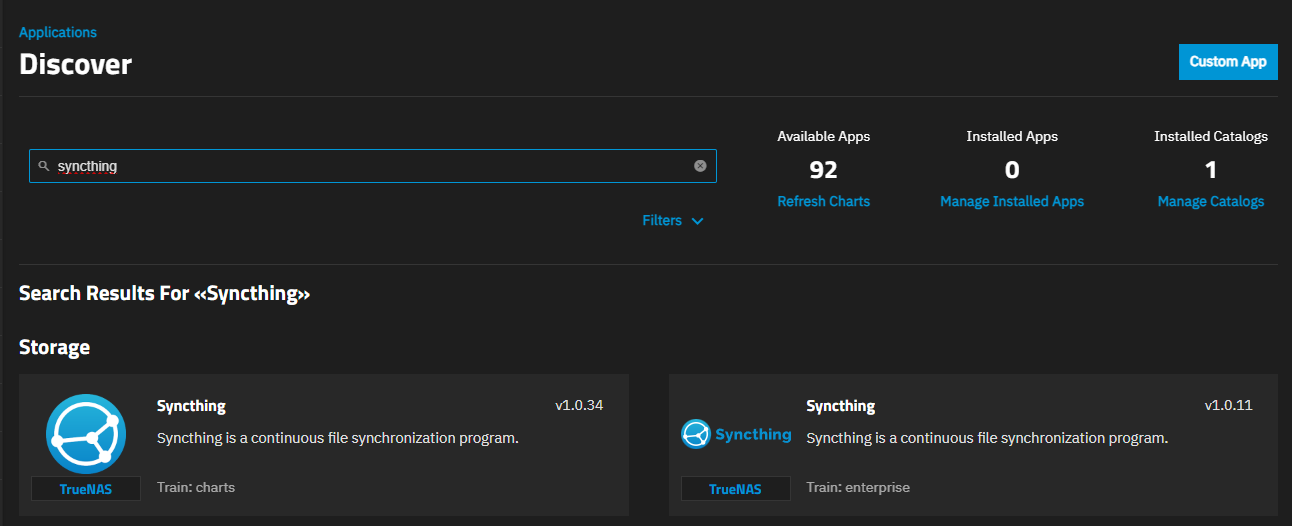 Applications
Discover
Custom App
syncthing
Available Apps
92
Refresh Charts
Installed Apps
0
Manage Installed Apps
Installed Catalogs
1
Manage Catalogs
Filters
Search Results For «Syncthing»
Storage
Syncthing
v1.0.34
Syncthing is a continuous file synchronization program.
TrueNAS
Train: charts
Syncthing
Syncthing
v1.0.11
Syncthing is a continuous file synchronization program.
TrueNAS
Train: enterprise